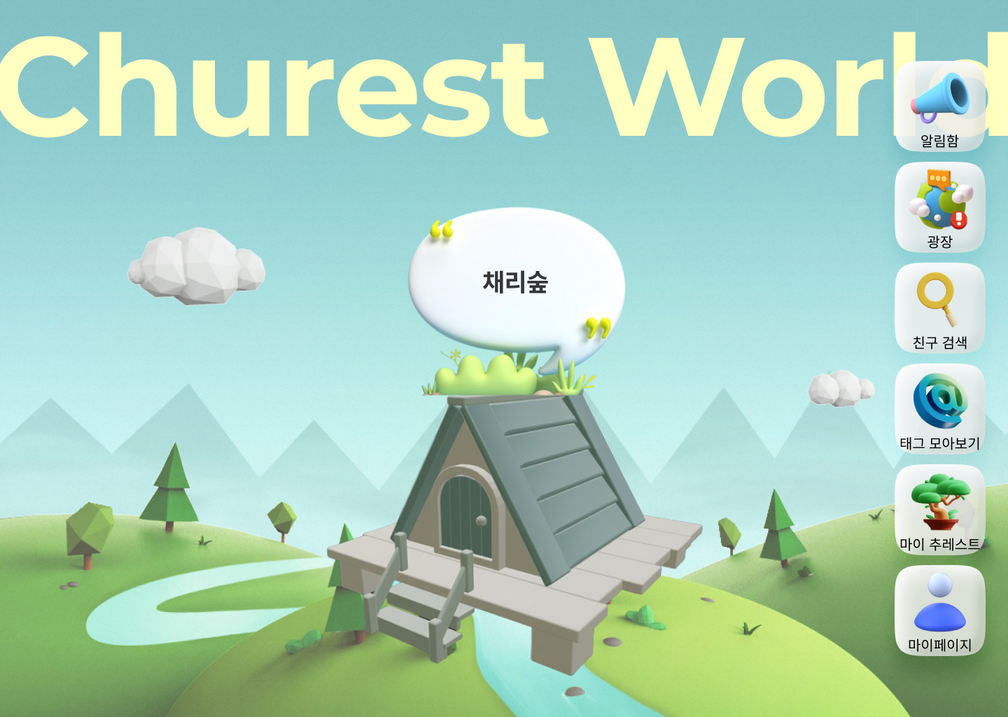 Churest World
채리숲
알림함
광장
친구 검색
태그 모아보기
마이 추레스트
마이페이지